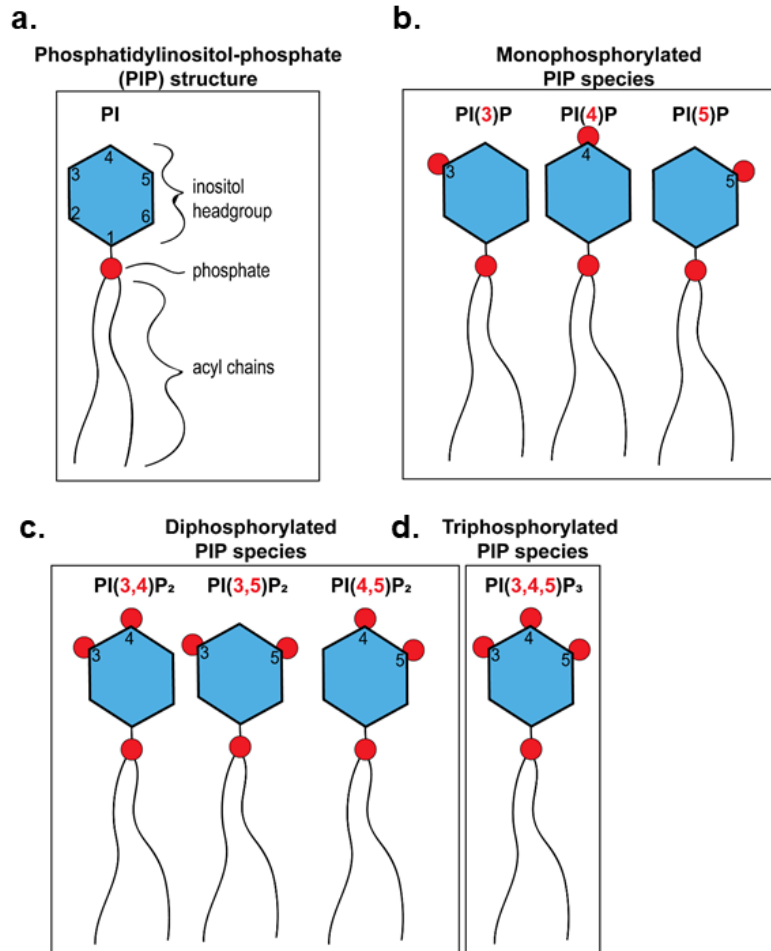 a.
Phosphatidylinositol-phosphate
(PIP) structure
PI
4
3
5
2
6
1
inositol
headgroup
phosphate
acyl chains
b.
Monophosphorylated
PIP species
PI(3)P PI(4)P PI(5)P
3
4
5
c.
Diphosphorylated
PIP species
PI(3,4)P₂ PI(3,5)P₂ PI(4,5)P₂
4
3
3 5
4
5
d.
Triphosphorylated
PIP species
PI(3,4,5)P₃
4
3 5